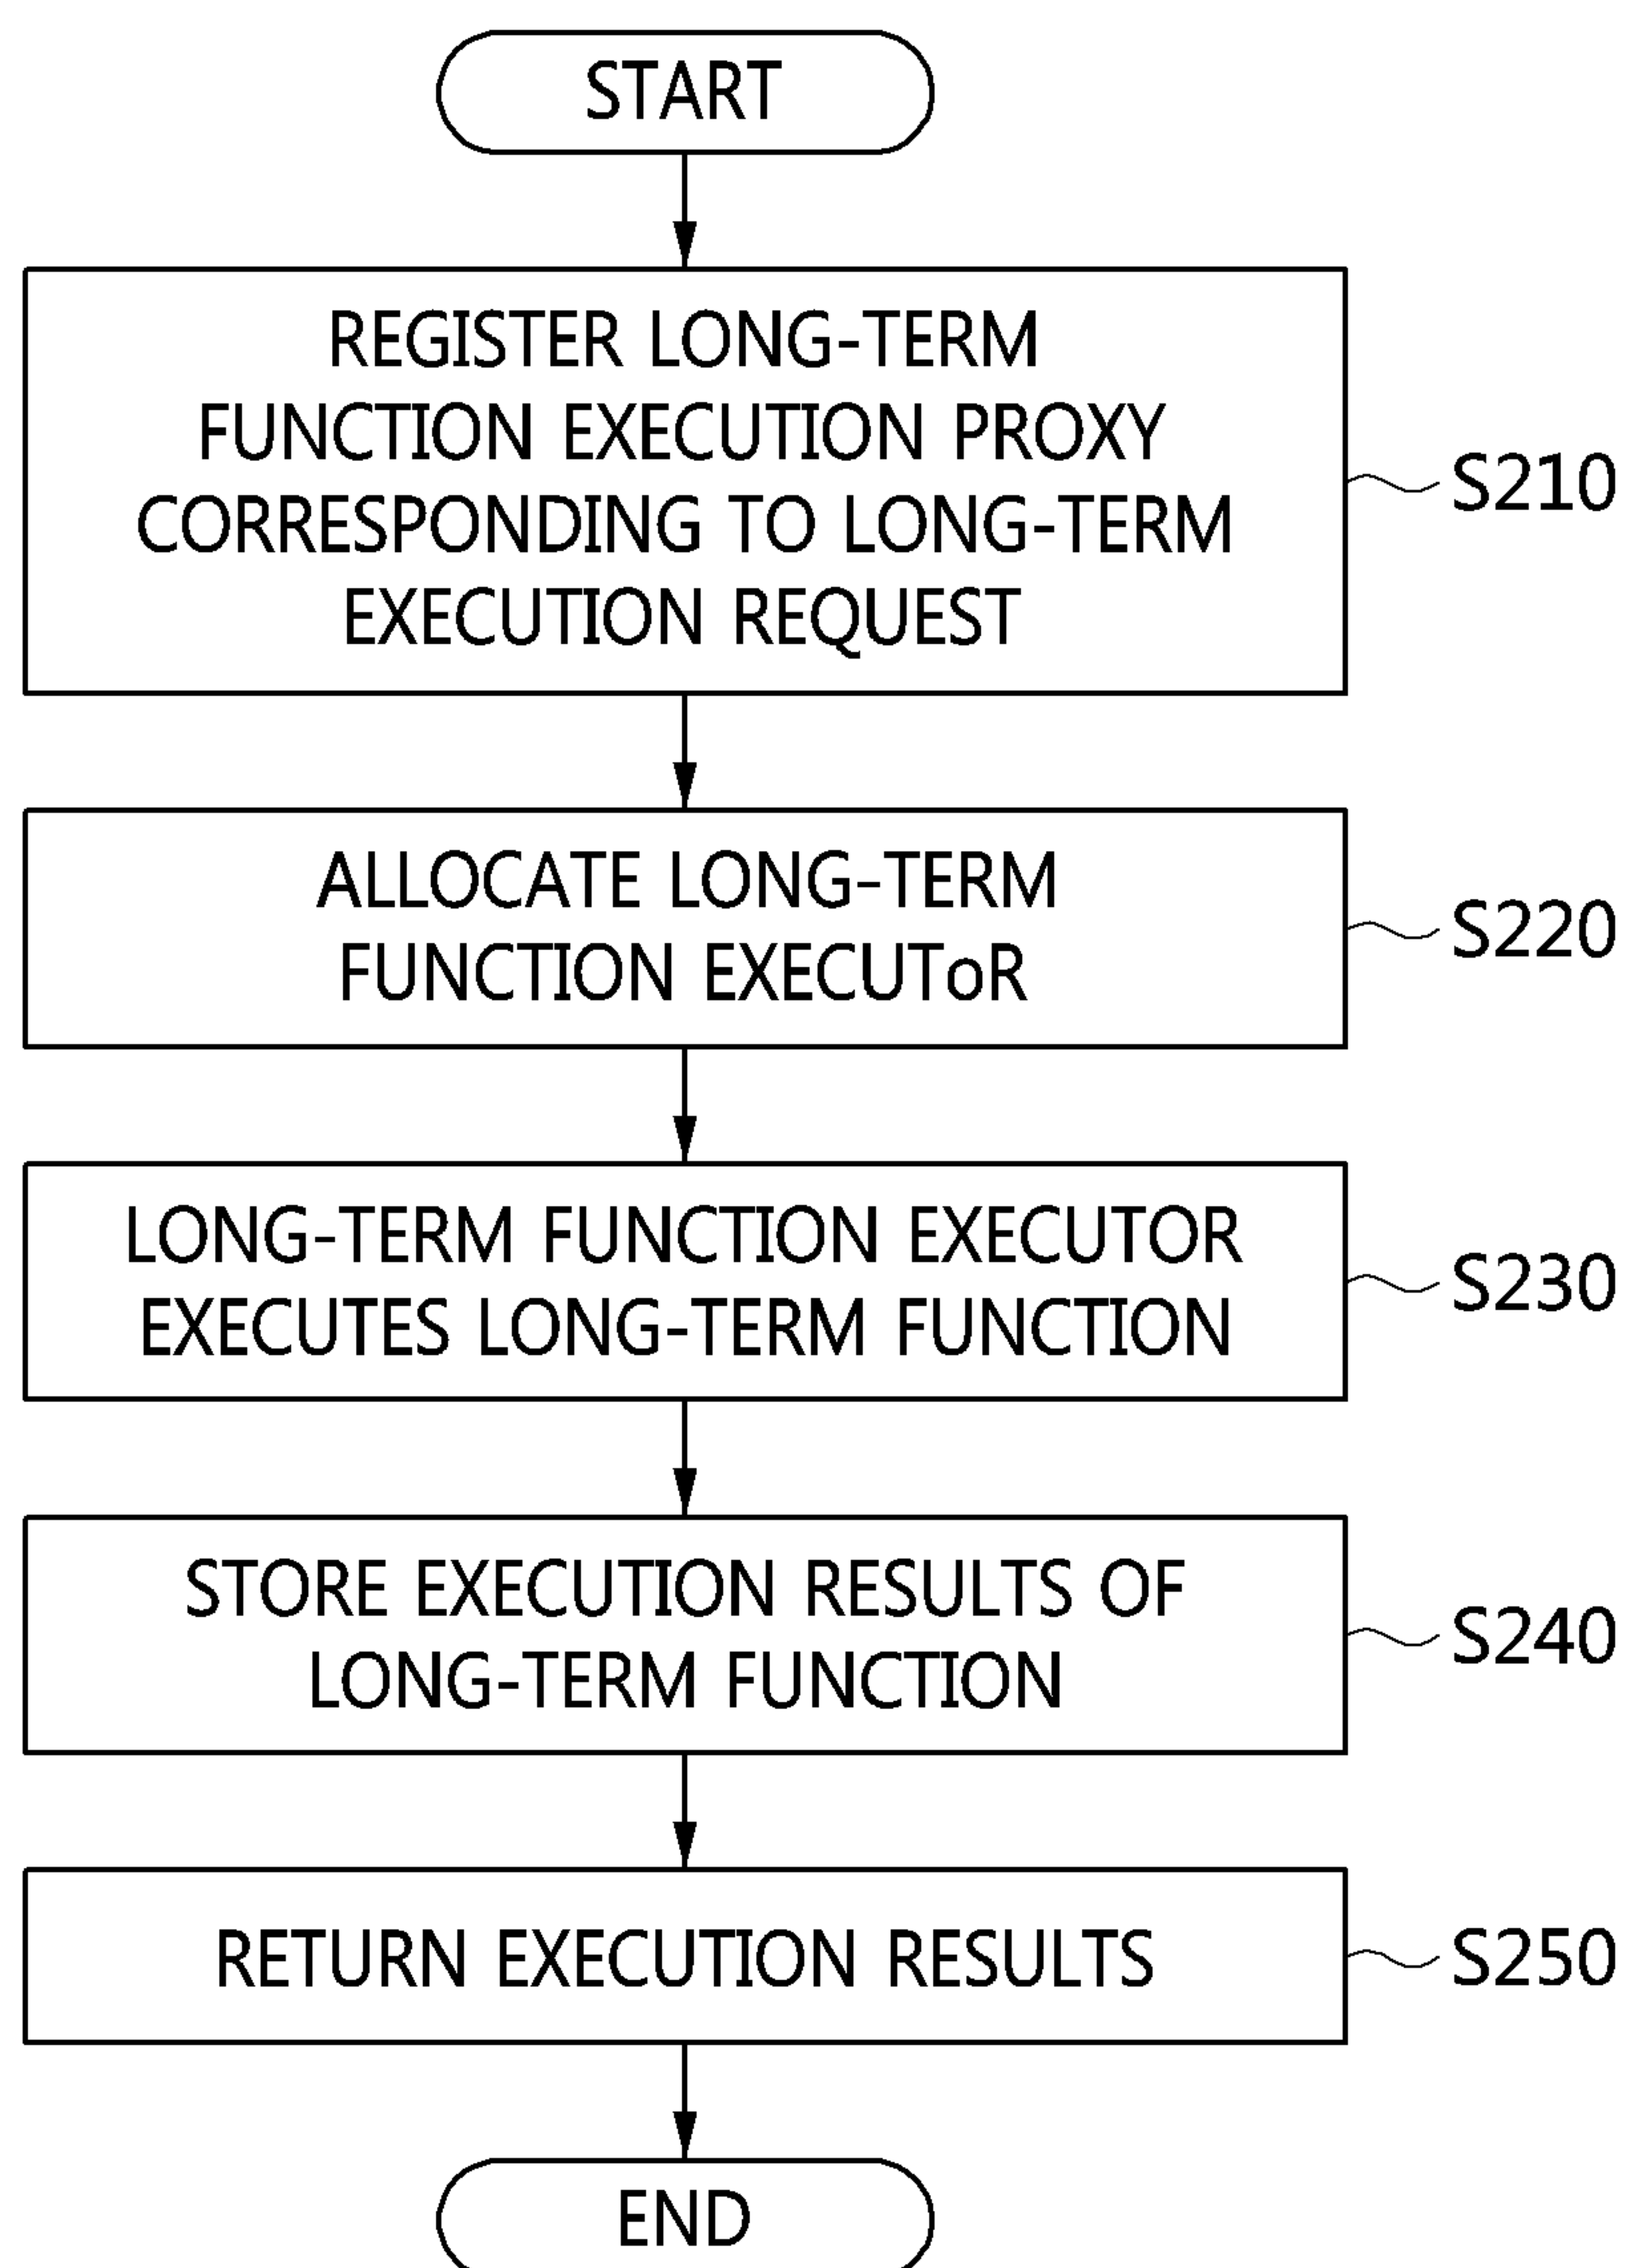 START
REGISTER LONG-TERM
FUNCTION EXECUTION PROXY
CORRESPONDING TO LONG-TERM
EXECUTION REQUEST
S210
ALLOCATE LONG-TERM
FUNCTION EXECUToR
S220
LONG-TERM FUNCTION EXECUTOR
EXECUTES LONG-TERM FUNCTION
S230
STORE EXECUTION RESULTS OF
LONG-TERM FUNCTION
S240
RETURN EXECUTION RESULTS
S250
END